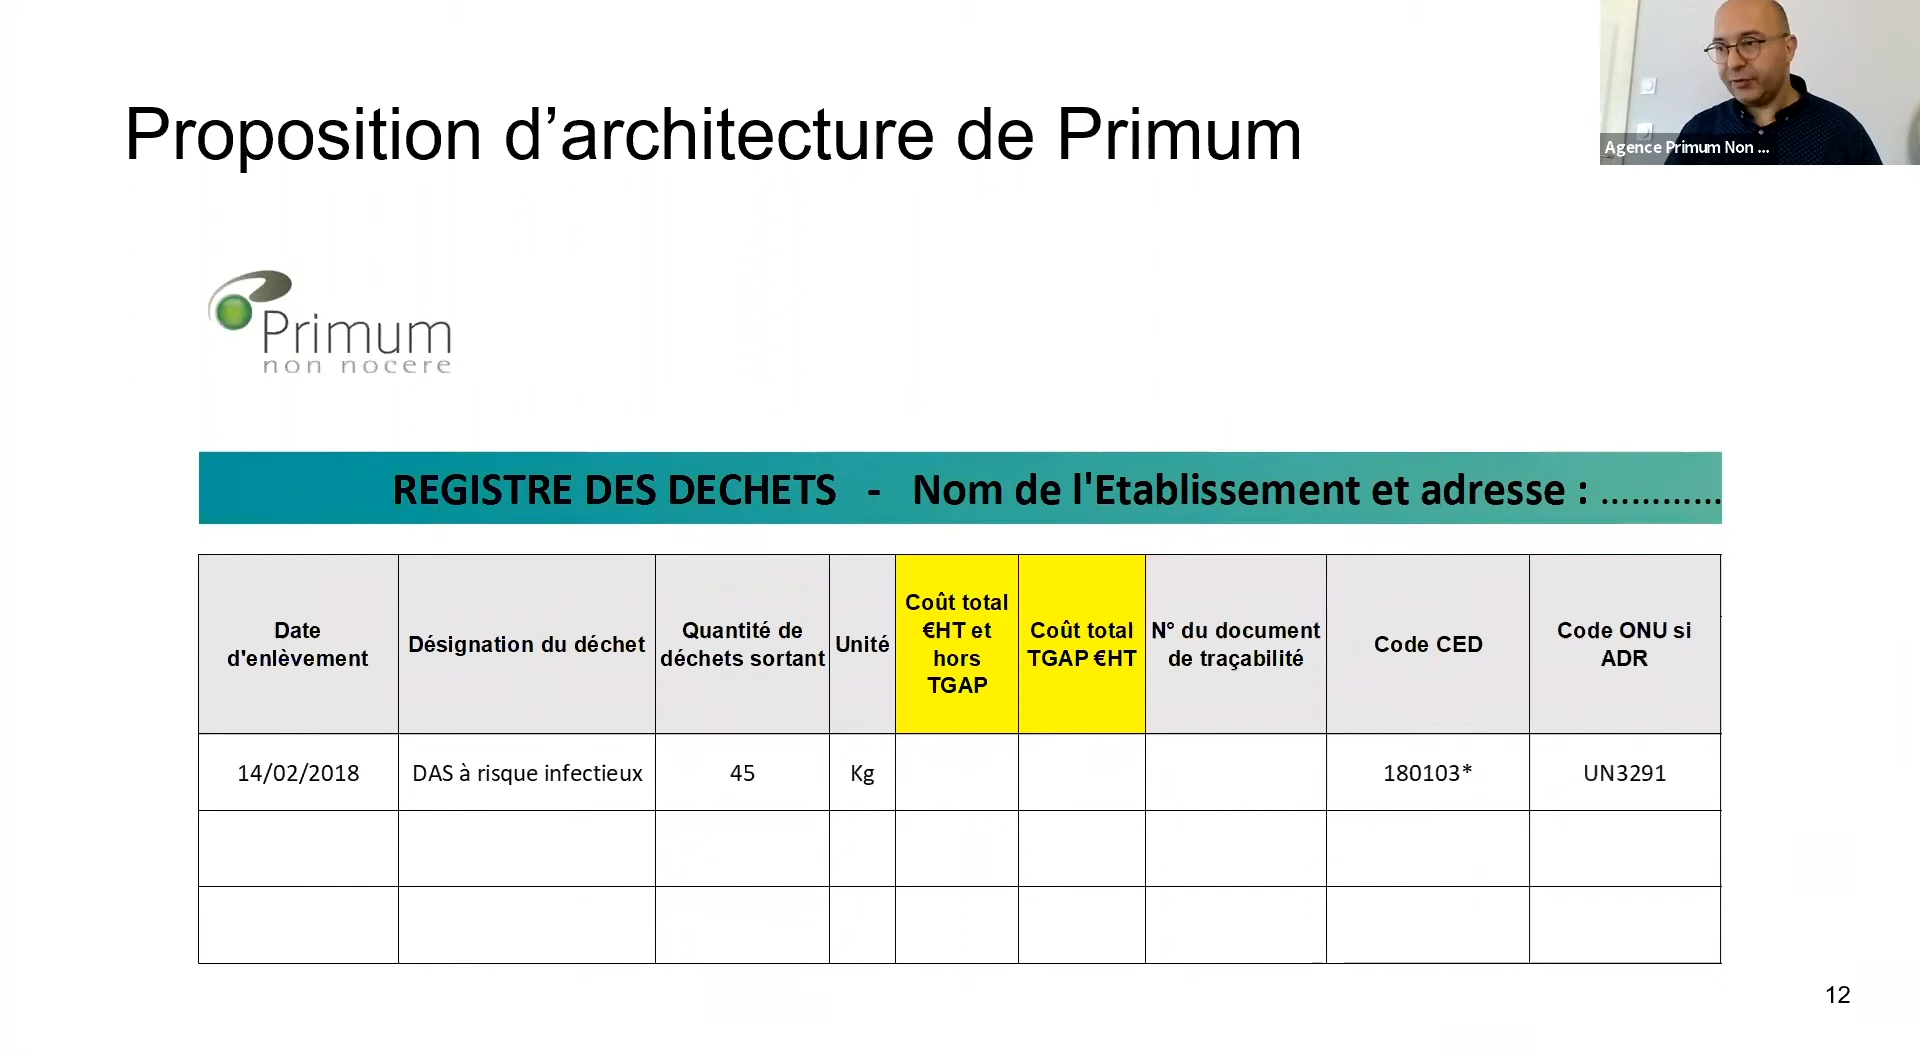 Agence Primum Non ...
Proposition d’architecture de Primum
Primum
non nocere
REGISTRE DES DECHETS - Nom de l'Etablissement et adresse : ............
Date
d'enlèvement
Désignation du déchet
Quantité de
déchets sortant
Unité
Coût total
€HT et
hors
TGAP
Coût total
TGAP €HT
N° du document
de traçabilité
Code CED
Code ONU si
ADR
14/02/2018
DAS à risque infectieux
45
Kg
180103*
UN3291
12